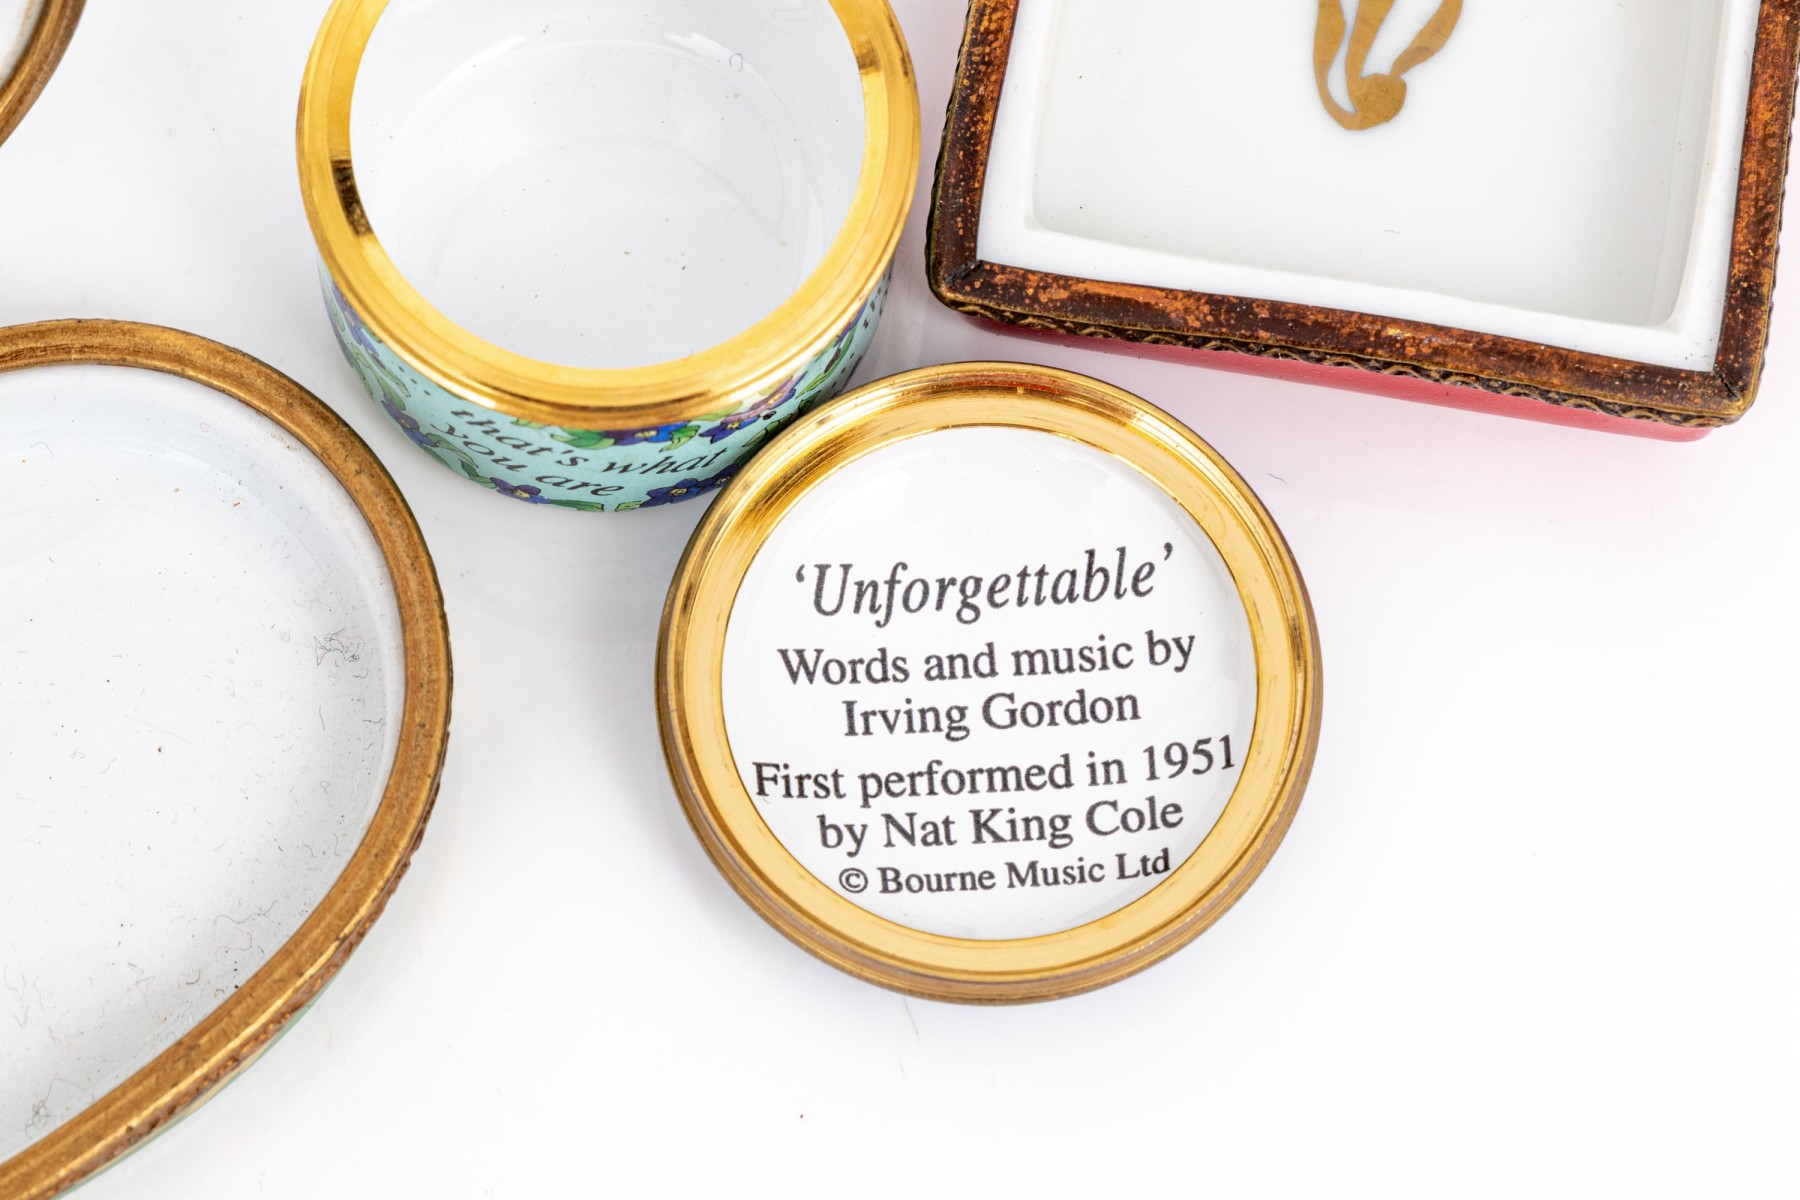 that's what
you are
‘Unforgettable’
Words and music by
Irving Gordon
First performed in 1951
by Nat King Cole
© Bourne Music Ltd